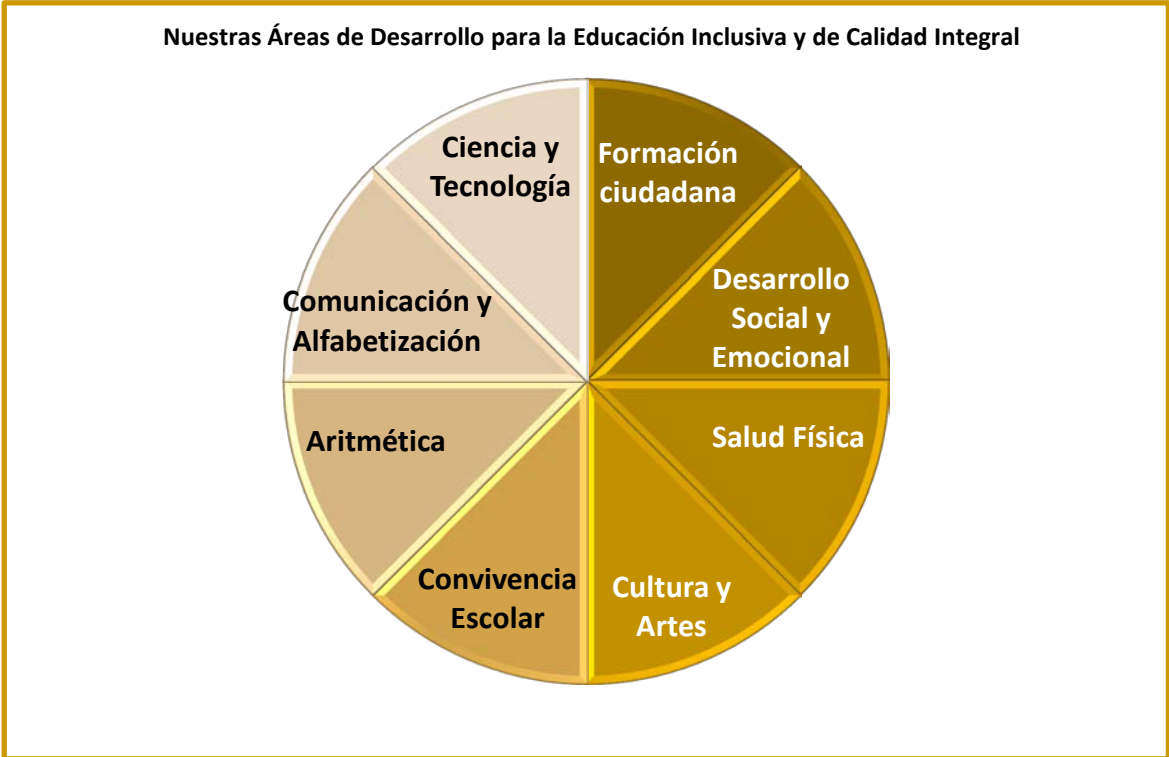 Nuestras Áreas de Desarrollo para la Educación Inclusiva y de Calidad Integral
Formación
ciudadana
Desarrollo
Social y
Emocional
Salud Física
Cultura y
Artes
Convivencia
Escolar
Aritmética
Comunicación y
Alfabetización
Ciencia y
Tecnología